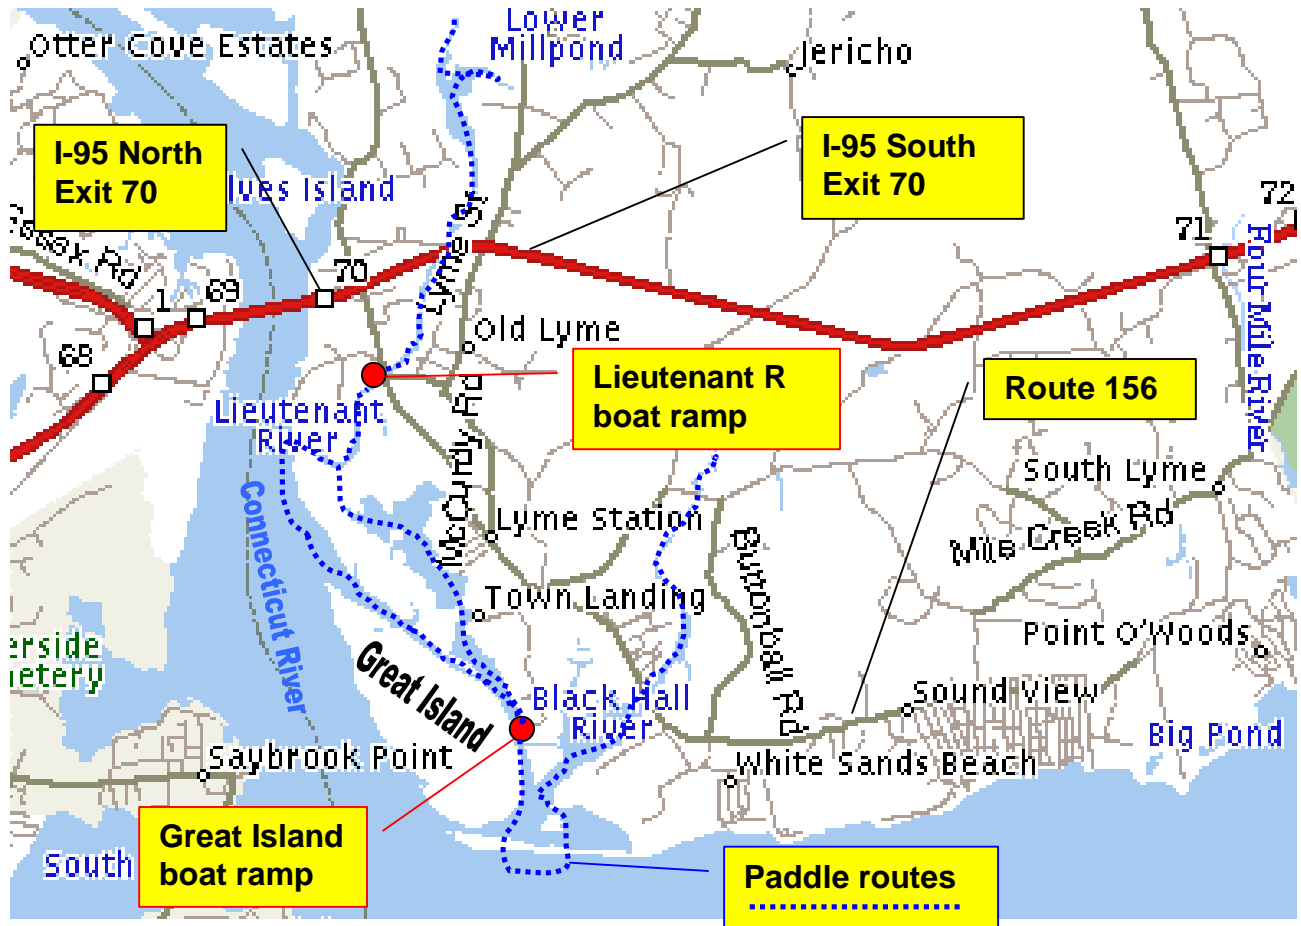 Otter Cove Estates
Lower
Millpond
Jericho
I-95 North
Exit 70
I-95 South
Exit 70
lves Island
72
71
Essex Rd
Lyme St
Four Mile River
70
1
69
68
Old Lyme
Lieutenant R
boat ramp
Route 156
Lieutenant
River
McCurdy Rd
South Lyme
Connecticut River
Lyme Station
Mile Creek Rd
Buttonball Rd
Town Landing
Point O'Woods
erside
netery
Great Island
Black Hall
River
Sound View
Big Pond
Saybrook Point
White Sands Beach
Great Island
boat ramp
South
Paddle routes